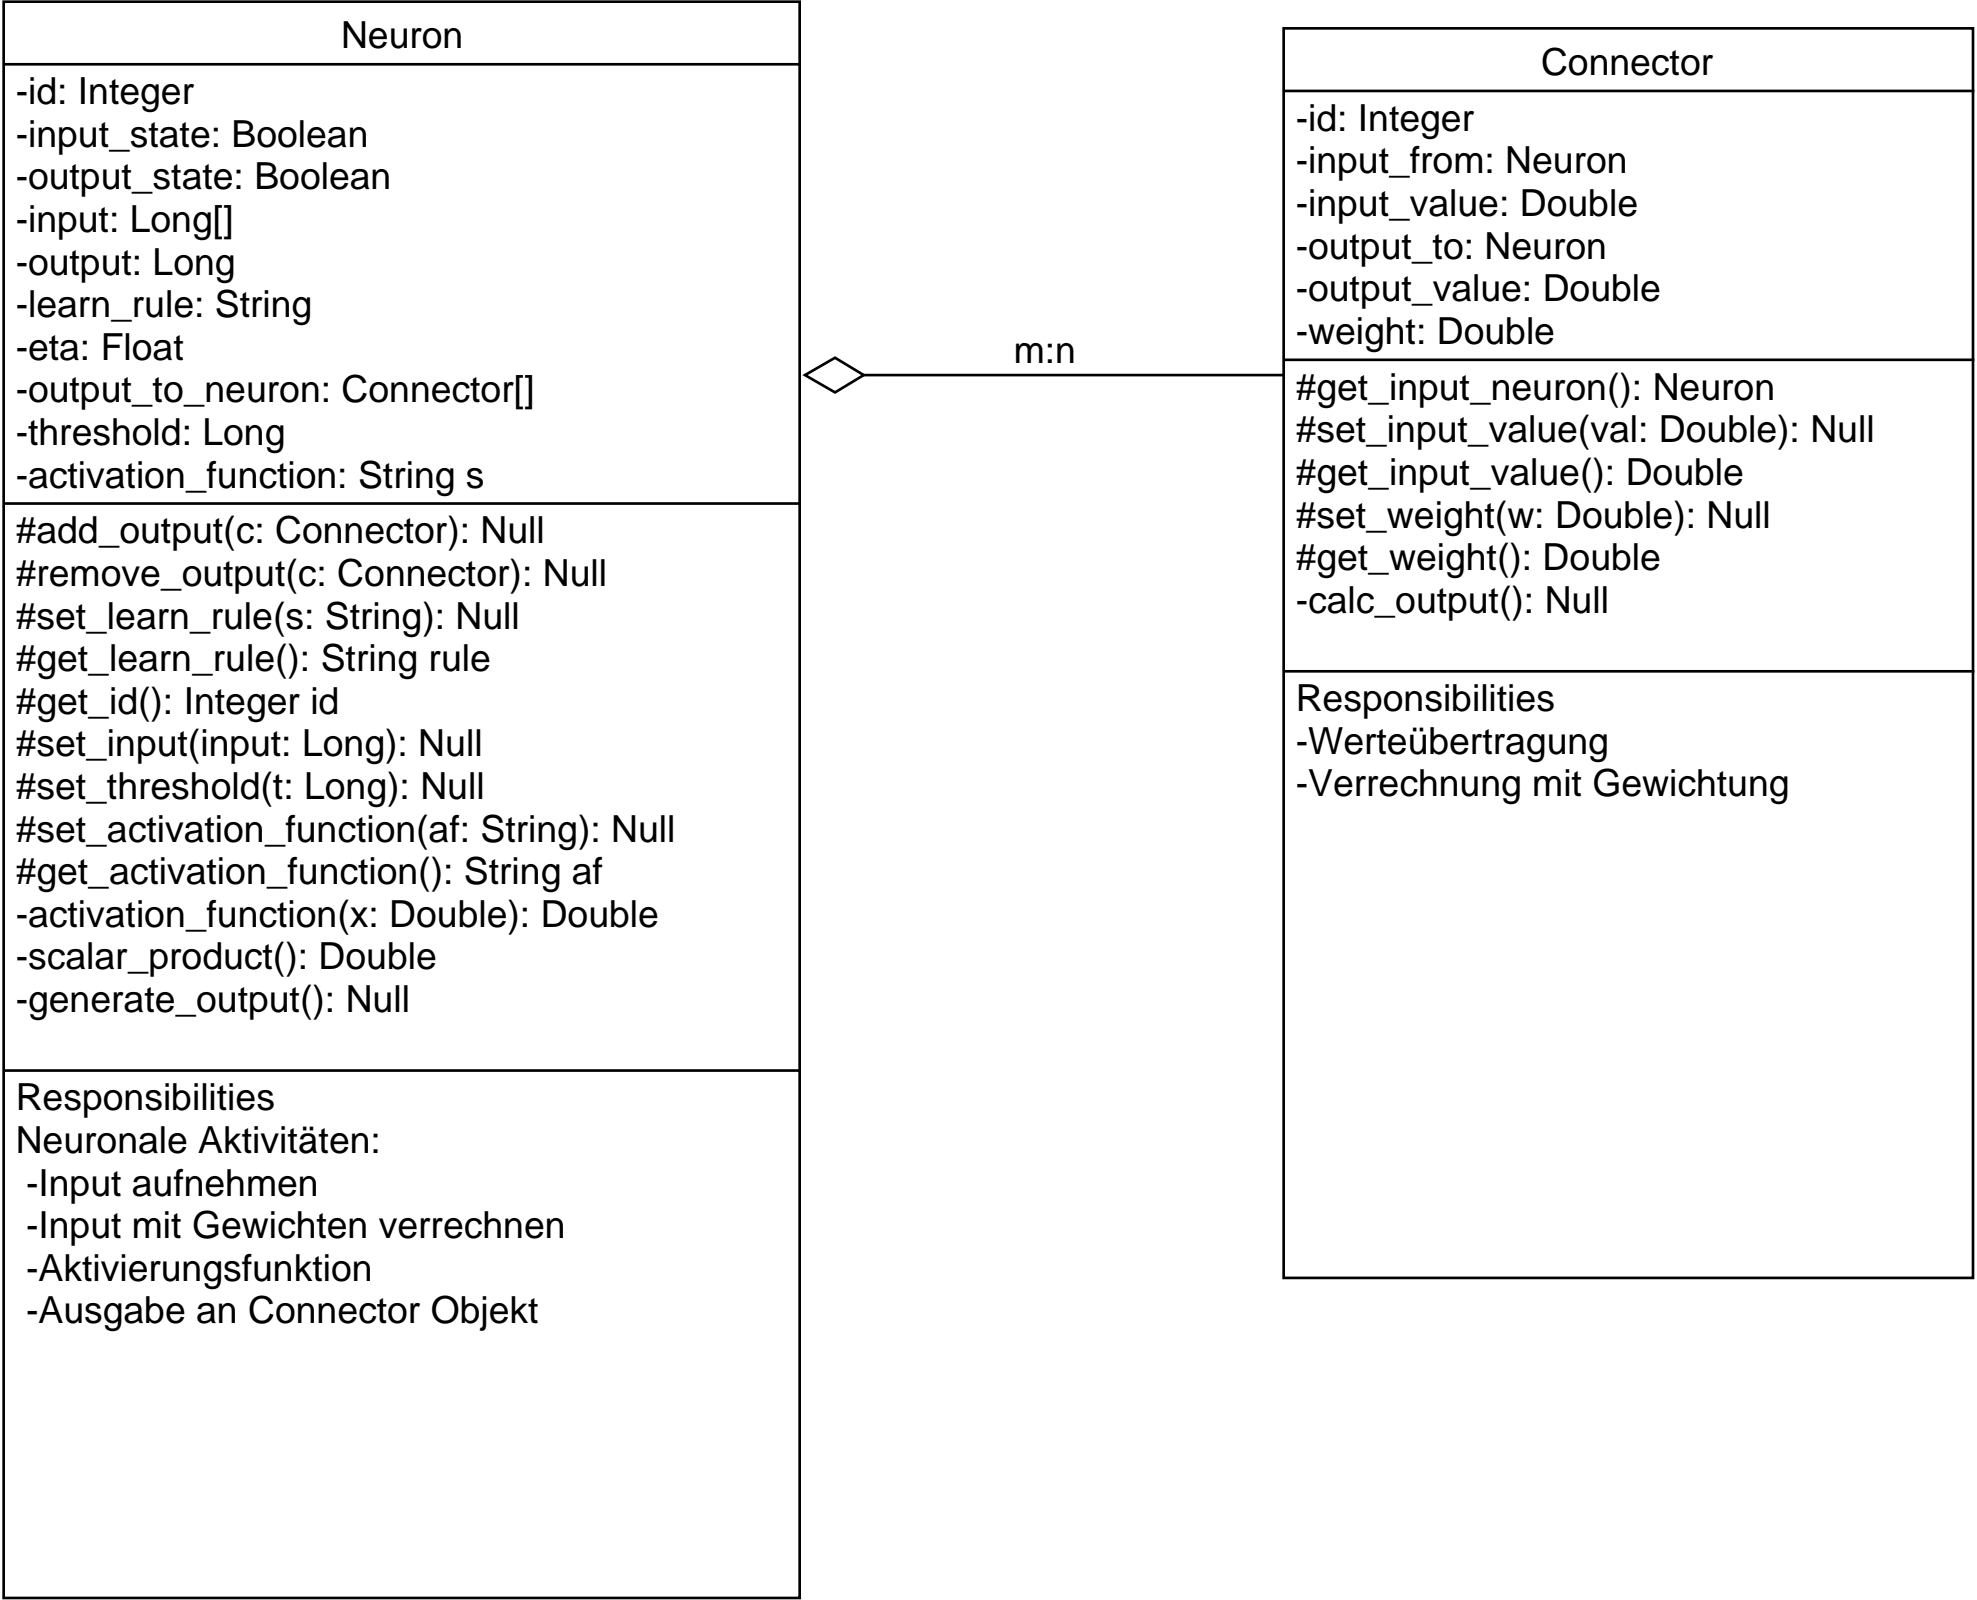 Neuron
-id: Integer
-input_state: Boolean
-output_state: Boolean
-input: Long[]
-output: Long
-learn_rule: String
-eta: Float
-output_to_neuron: Connector[]
-threshold: Long
-activation_function: String s
#add_output(c: Connector): Null
#remove_output(c: Connector): Null
#set_learn_rule(s: String): Null
#get_learn_rule(): String rule
#get_id(): Integer id
#set_input(input: Long): Null
#set_threshold(t: Long): Null
#set_activation_function(af: String): Null
#get_activation_function(): String af
-activation_function(x: Double): Double
-scalar_product(): Double
-generate_output(): Null
Responsibilities
Neuronale Aktivitäten:
-Input aufnehmen
-Input mit Gewichten verrechnen
-Aktivierungsfunktion
-Ausgabe an Connector Objekt
m:n
Connector
-id: Integer
-input_from: Neuron
-input_value: Double
-output_to: Neuron
-output_value: Double
-weight: Double
#get_input_neuron(): Neuron
#set_input_value(val: Double): Null
#get_input_value(): Double
#set_weight(w: Double): Null
#get_weight(): Double
-calc_output(): Null
Responsibilities
-Werteübertragung
-Verrechnung mit Gewichtung